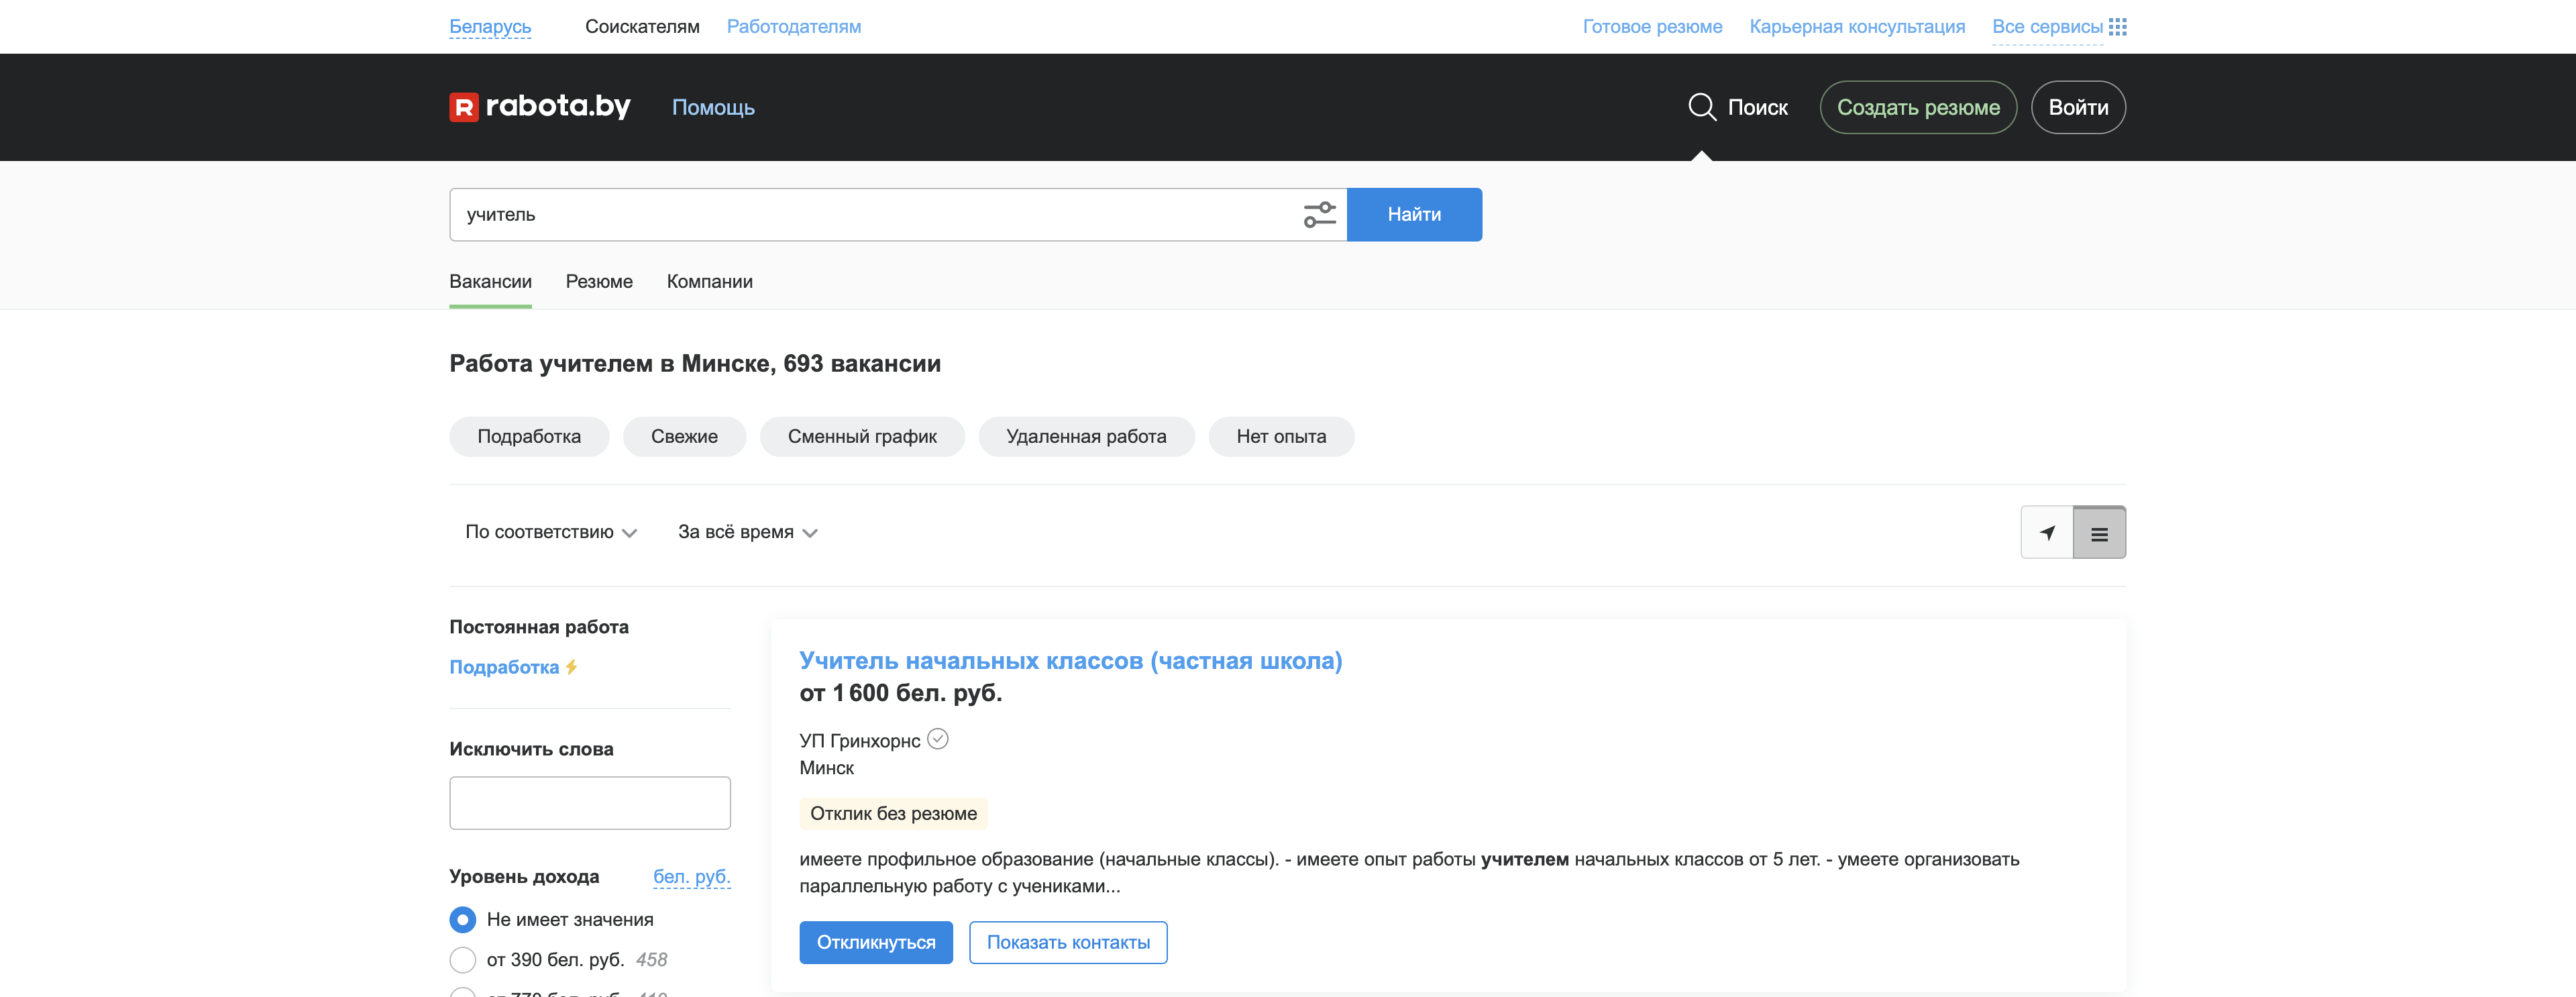 Беларусь Соискателям Работодателям Готовое резюме Карьерная консультация Все сервисы
R rabota.by Помощь Поиск Создать резюме Войти
учитель Найти
Вакансии Резюме Компании
Работа учителем в Минске, 693 вакансии
Подработка Свежие Сменный график Удаленная работа Нет опыта
По соответствию За всё время
Постоянная работа
Подработка
Исключить слова
Уровень дохода бел. руб.
Не имеет значения
от 390 бел. руб. 458
Учитель начальных классов (частная школа)
от 1 600 бел. руб.
УП Гринхорнс
Минск
Отклик без резюме
имеете профильное образование (начальные классы). - имеете опыт работы учителем начальных классов от 5 лет. - умеете организовать
параллельную работу с учениками...
Откликнуться Показать контакты